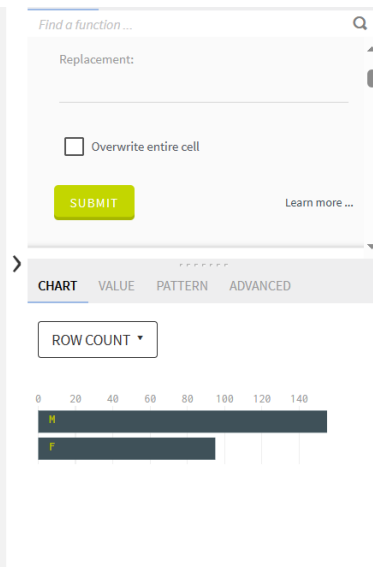 Find a function ...
Replacement:
Overwrite entire cell
SUBMIT
Learn more ...
CHART VALUE PATTERN ADVANCED
ROW COUNT
0 20 40 60 80 100 120 140
M
F